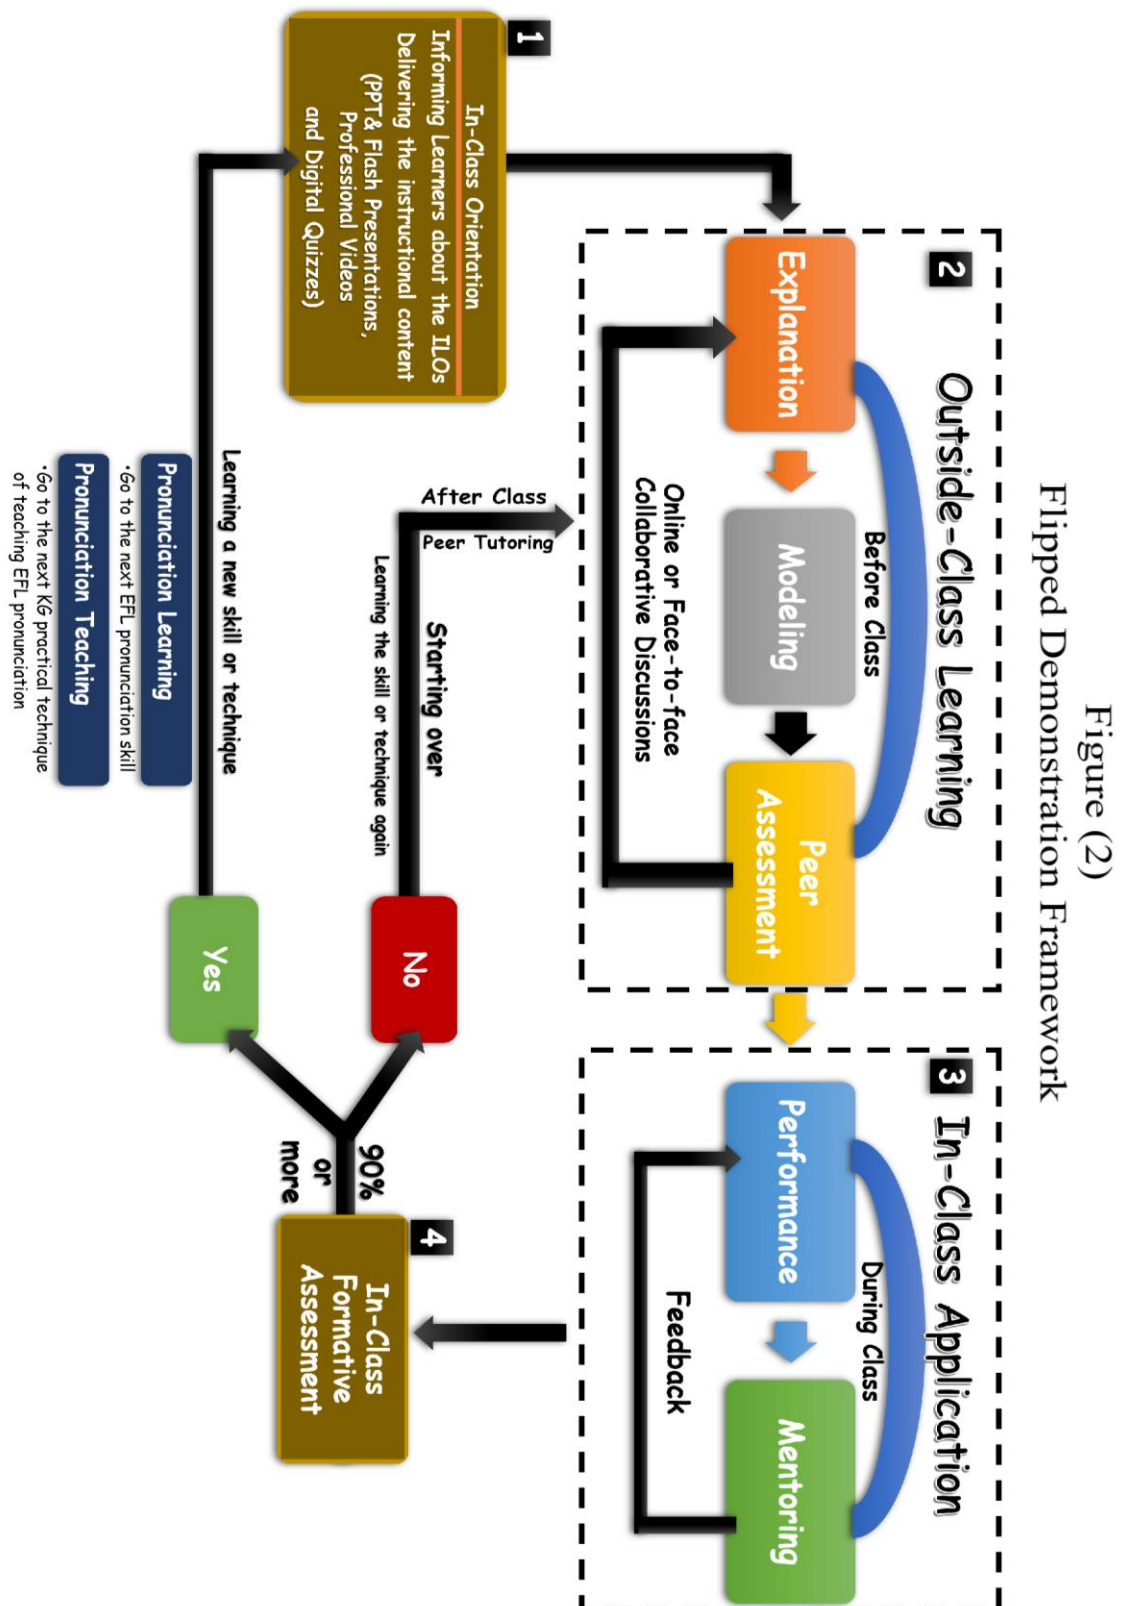 Figure (2)
Flipped Demonstration Framework
2
Outside-Class Learning
Before Class
Explanation
Modeling
Peer
Assessment
Online or Face-to-face
Collaborative Discussions
3
In-Class Application
During Class
Performance
Mentoring
Feedback
1
In-Class Orientation
Informing Learners about the ILOs
Delivering the instructional content
(PPT& Flash Presentations,
Professional Videos
and Digital Quizzes)
After Class
Peer Tutoring
Starting over
Learning the skill or technique again
No
90%
or
more
4
In-Class
Formative
Assessment
Yes
Learning a new skill or technique
Pronunciation Learning
•Go to the next EFL pronunciation skill
Pronunciation Teaching
•Go to the next KG practical technique
of teaching EFL pronunciation